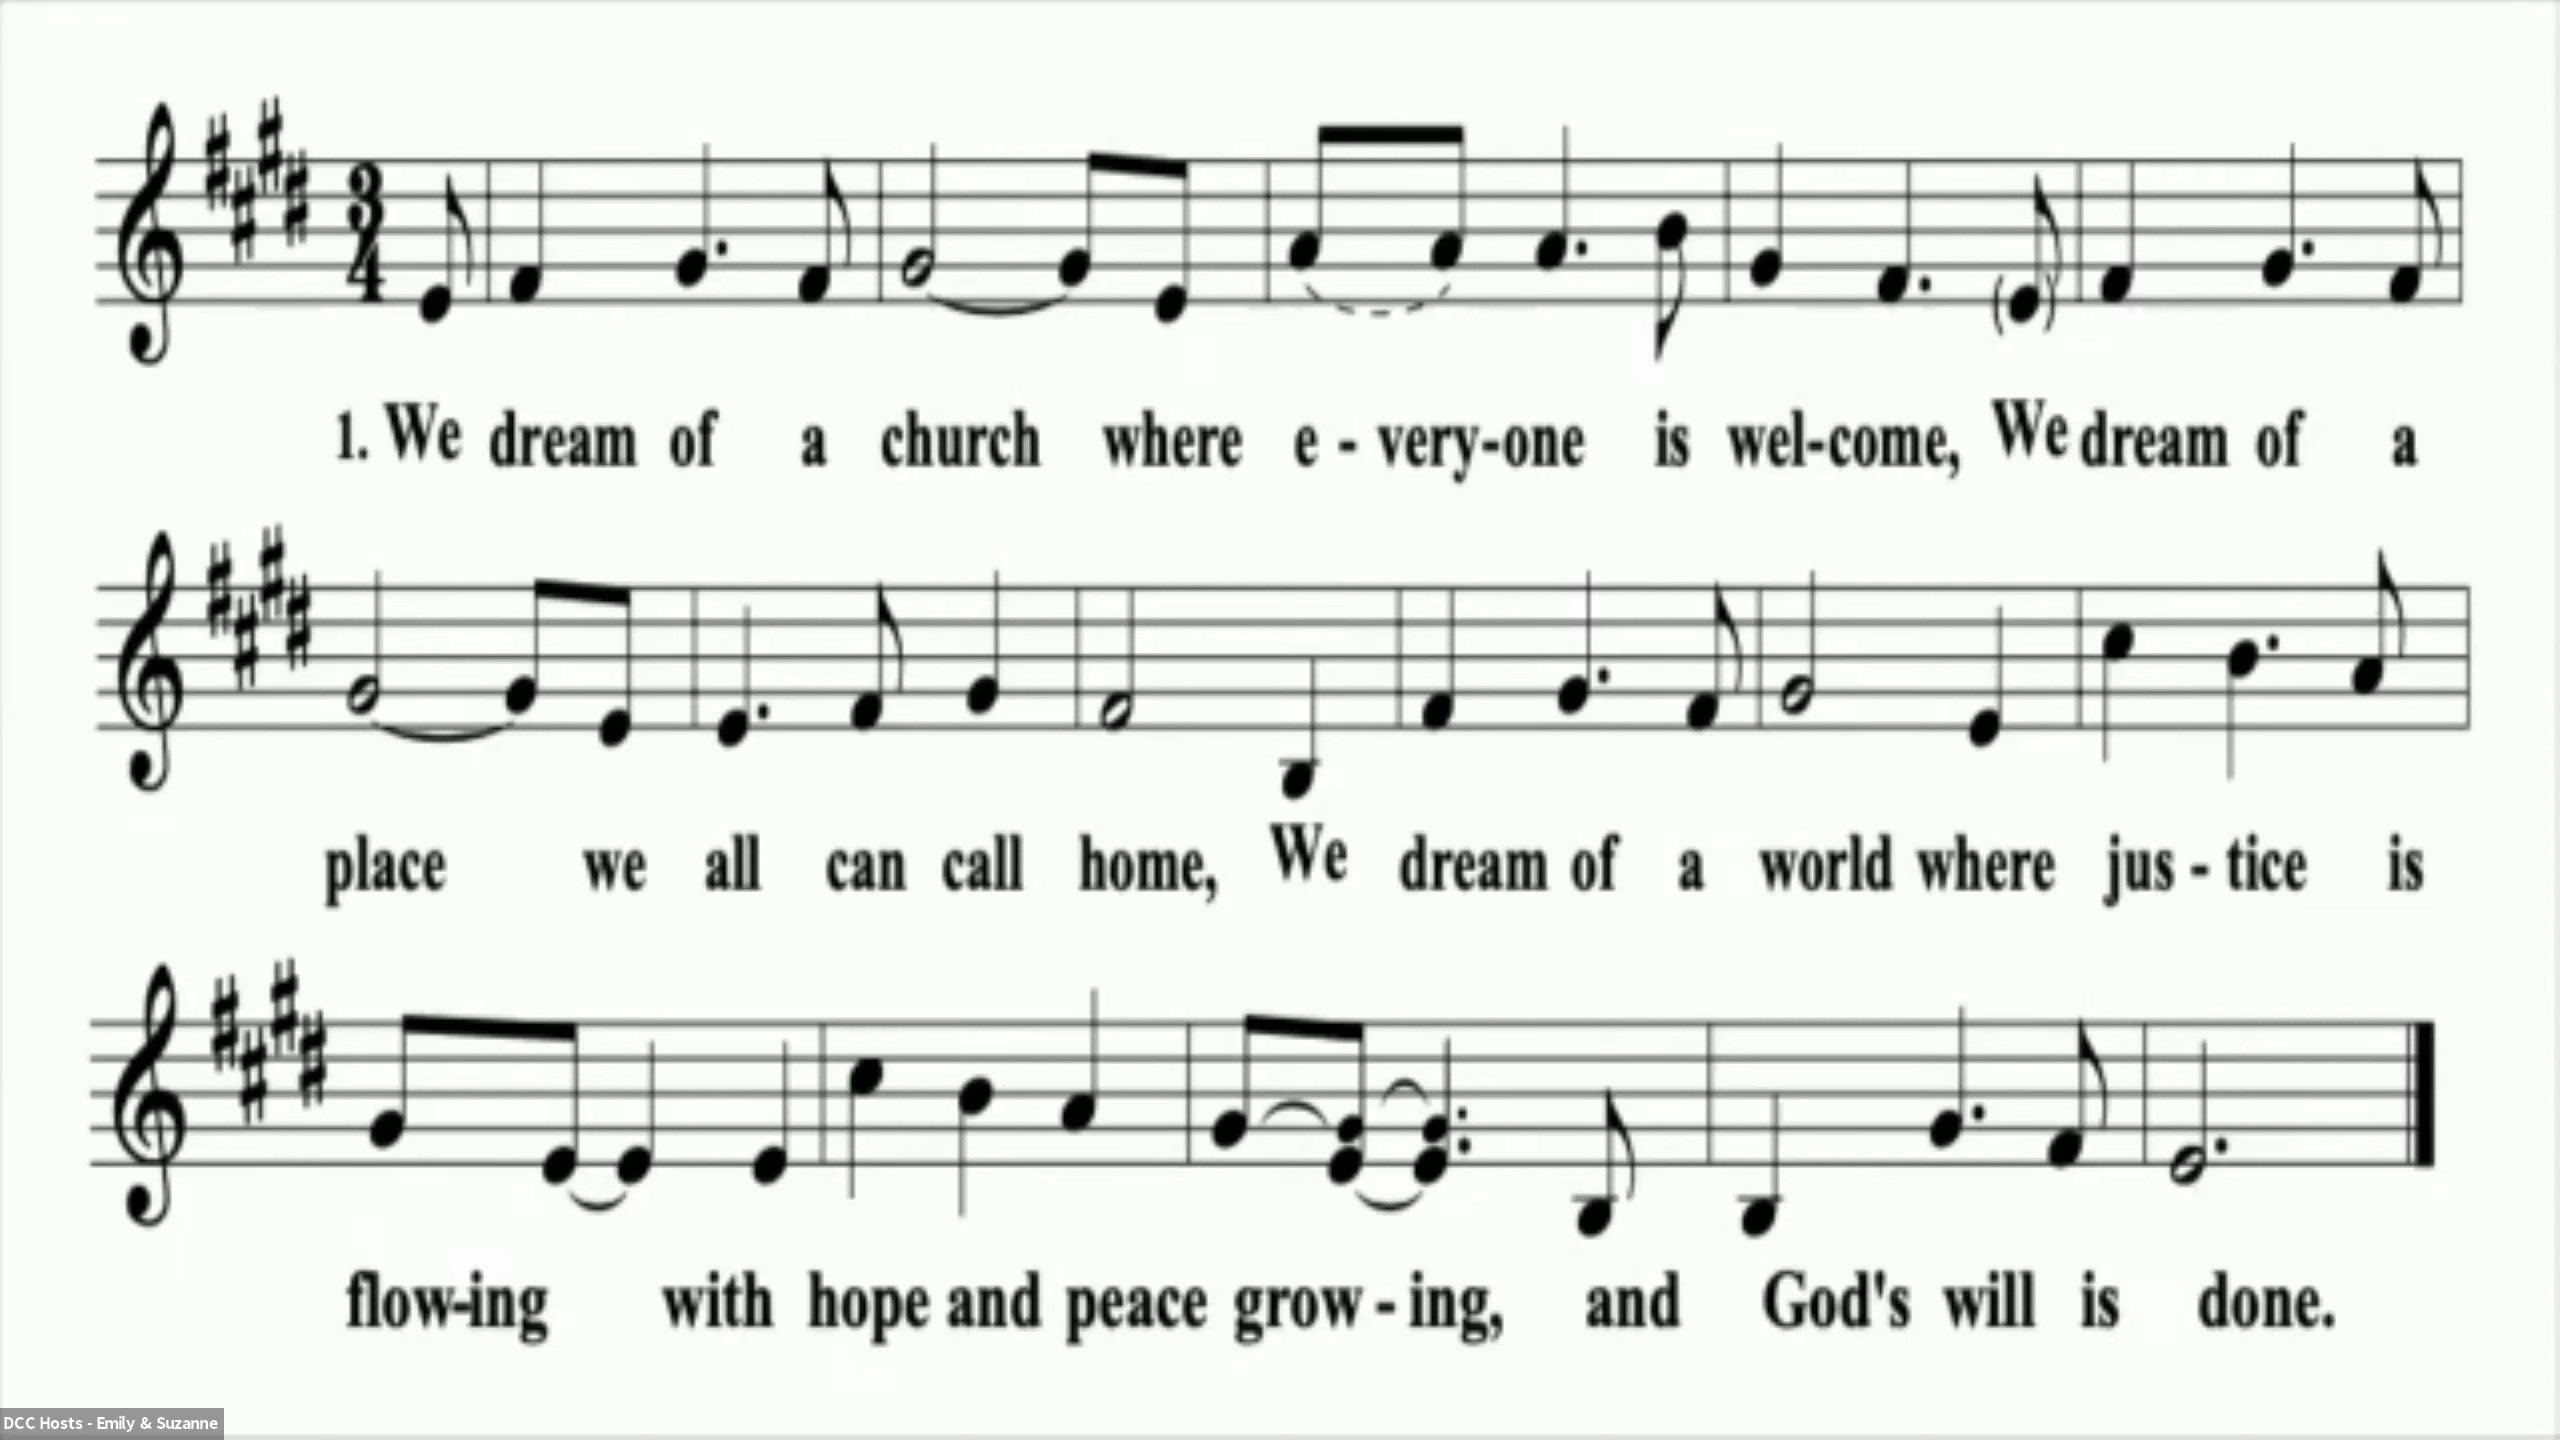 1. We dream of a church where e - very-one is wel-come, We dream of a
place we all can call home, We dream of a world where jus - tice is
flow-ing with hope and peace grow - ing, and God's will is done.
DCC Hosts - Emily & Suzanne